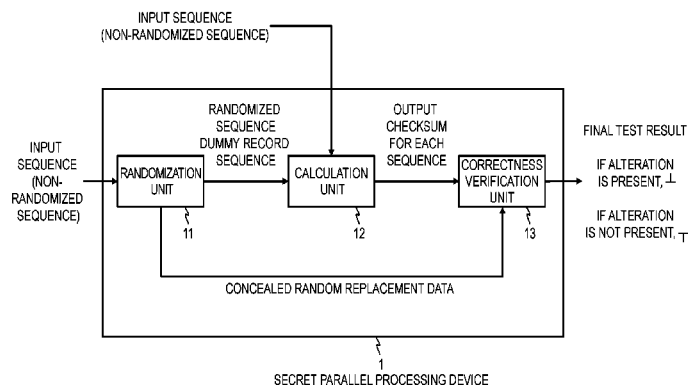 INPUT SEQUENCE
(NON-RANDOMIZED SEQUENCE)
INPUT
SEQUENCE
(NON-
RANDOMIZED
SEQUENCE)
RANDOMIZED
SEQUENCE
DUMMY RECORD
SEQUENCE
OUTPUT
CHECKSUM
FOR EACH
SEQUENCE
FINAL TEST RESULT
IF ALTERATION
IS PRESENT, ⊥
IF ALTERATION
IS NOT PRESENT, ┬
RANDOMIZATION
UNIT
11
CALCULATION
UNIT
12
CORRECTNESS
VERIFICATION
UNIT
13
CONCEALED RANDOM REPLACEMENT DATA
1
SECRET PARALLEL PROCESSING DEVICE